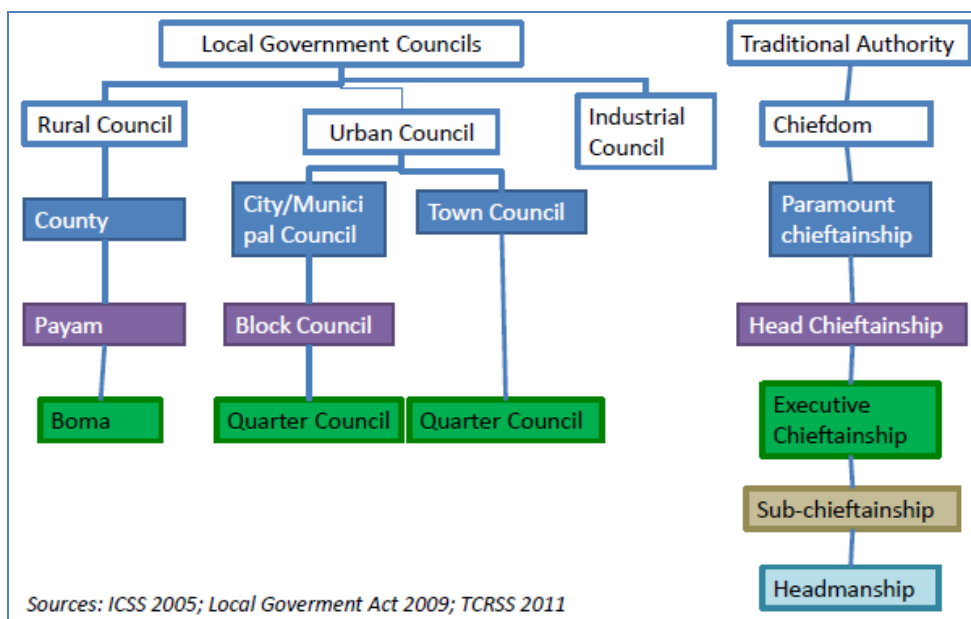 Local Government Councils
Traditional Authority
Rural Council
Urban Council
Industrial
Council
Chiefdom
County
City/Munici
pal Council
Town Council
Paramount
chieftainship
Payam
Block Council
Head Chieftainship
Boma
Quarter Council
Quarter Council
Executive
Chieftainship
Sub-chieftainship
Headmanship
Sources: ICSS 2005; Local Goverment Act 2009; TCRSS 2011